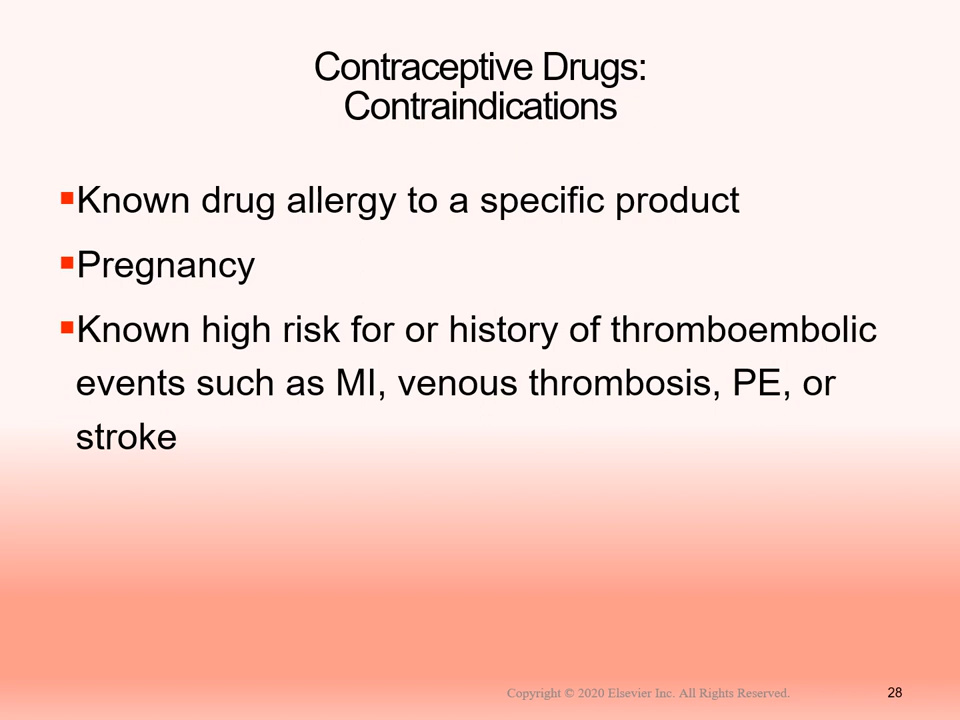 Contraceptive Drugs:
Contraindications
▪Known drug allergy to a specific product
▪Pregnancy
▪Known high risk for or history of thromboembolic
events such as MI, venous thrombosis, PE, or
stroke
Copyright © 2020 Elsevier Inc. All Rights Reserved.
28